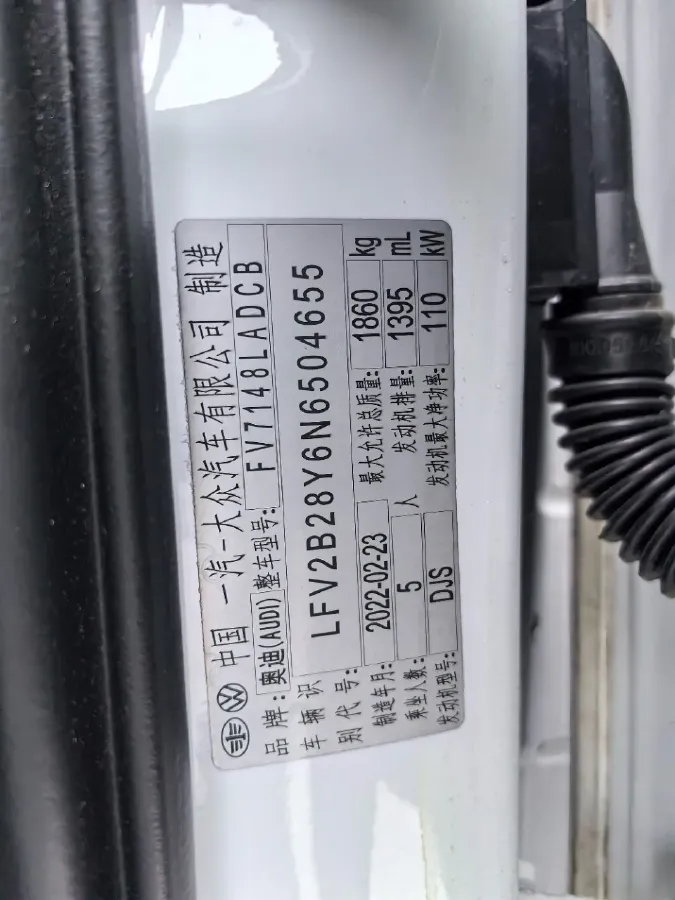 中国 一汽-大众汽车有限公司 制造
品牌: 奥迪(AUDI) 整车型号: FV7148LADCB
车辆识别代号: LFV2B28Y6N6504655
制造年月: 2022-02-23 最大允许总质量: 1860 kg
乘坐人数: 5 人 发动机排量: 1395 mL
发动机型号: DJS 发动机最大净功率: 110 kW